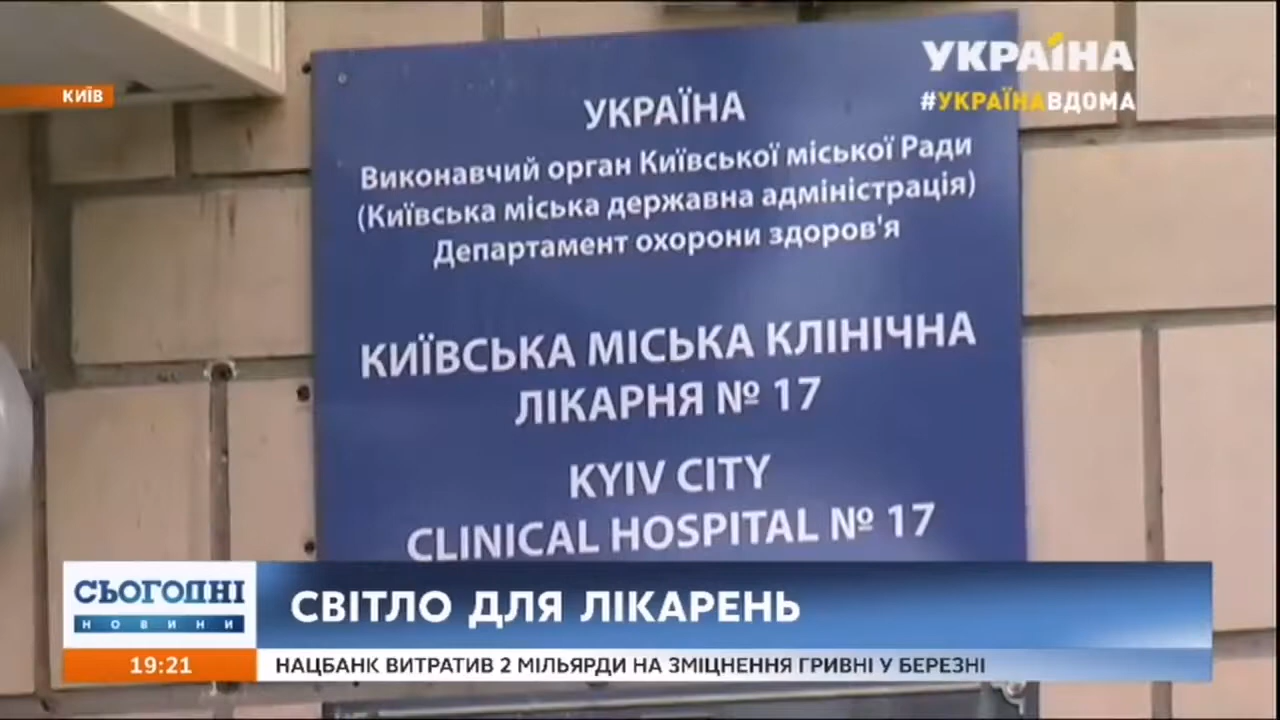 УКРАЇНА
#УКРАЇНАВДОМА
КИЇВ
УКРАЇНА
Виконавчий орган Київської міської Ради
(Київська міська державна адміністрація)
Департамент охорони здоров'я
КИЇВСЬКА МІСЬКА КЛІНІЧНА
ЛІКАРНЯ № 17
KYIV CITY
CLINICAL HOSPITAL № 17
СЬОГОДНІ
НОВИНИ
СВІТЛО ДЛЯ ЛІКАРЕНЬ
19:21
НАЦБАНК ВИТРАТИВ 2 МІЛЬЯРДИ НА ЗМІЦНЕННЯ ГРИВНІ У БЕРЕЗНІ